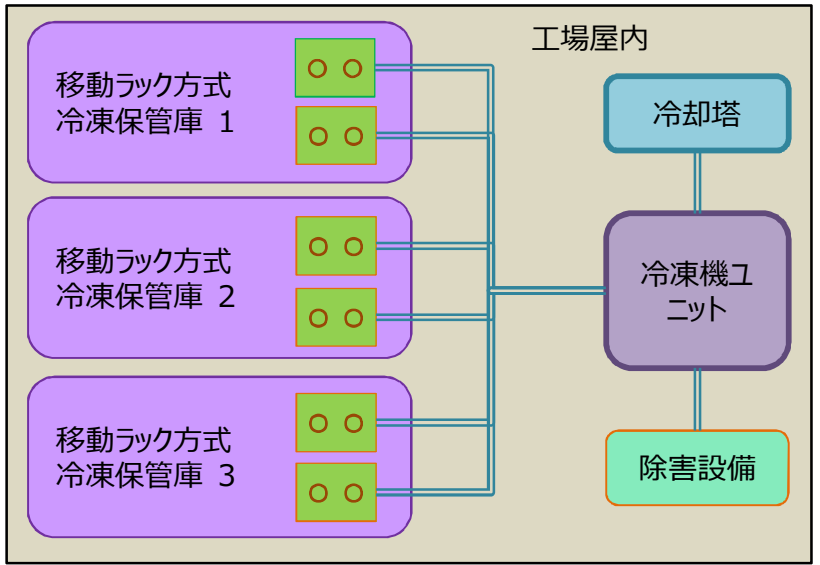 工場屋内
移動ラック方式
冷凍保管庫 1
移動ラック方式
冷凍保管庫 2
移動ラック方式
冷凍保管庫 3
冷却塔
冷凍機ユ
ニット
除害設備